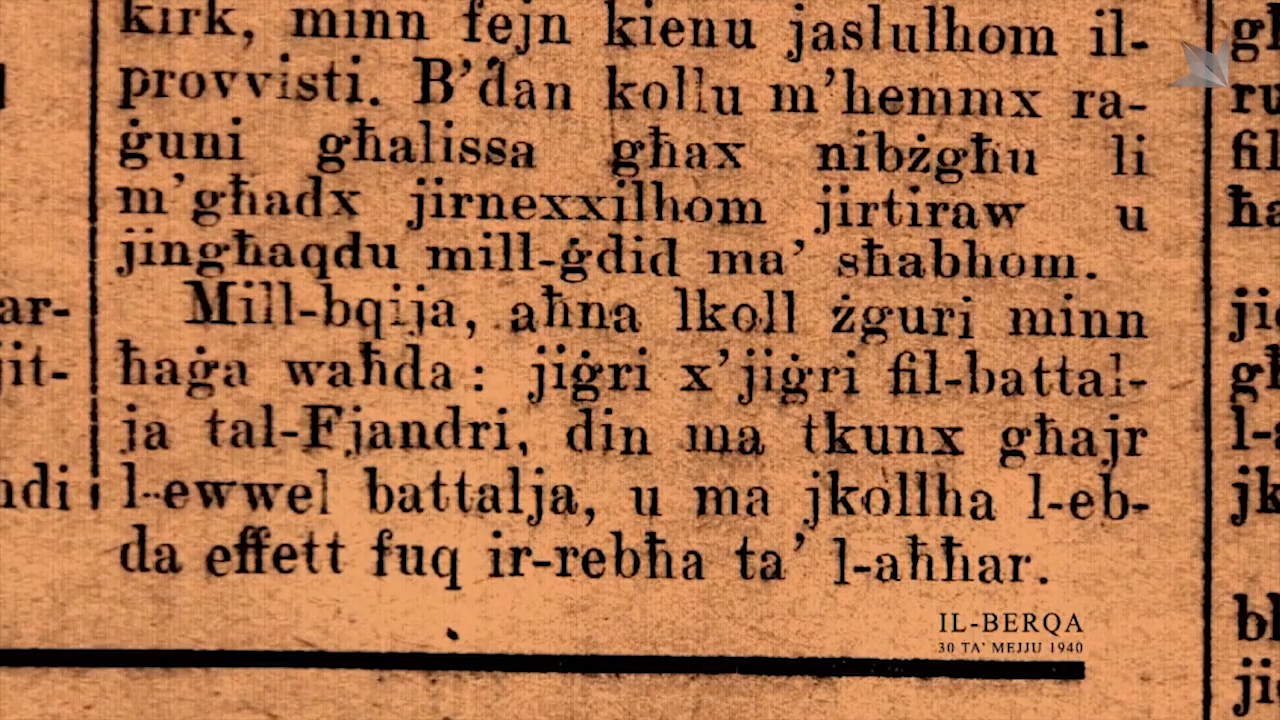 kirk, minn fejn kienu jaslulhom il-
provvisti. B'dan kollu m'hemmx ra-
ġuni għalissa għax nibżgħu li
m'għadx jirnexxilhom jirtiraw u
jingħaqdu mill-ġdid ma' sħabhom.
Mill-bqija, aħna lkoll żguri minn
ħaġa waħda: jiġri x'jiġri fil-battal-
ja tal-Fjandri, din ma tkunx għajr
l-ewwel battalja, u ma jkollha l-eb-
da effett fuq ir-rebħa ta' l-aħħar.
IL-BERQA
30 TA' MEJJU 1940